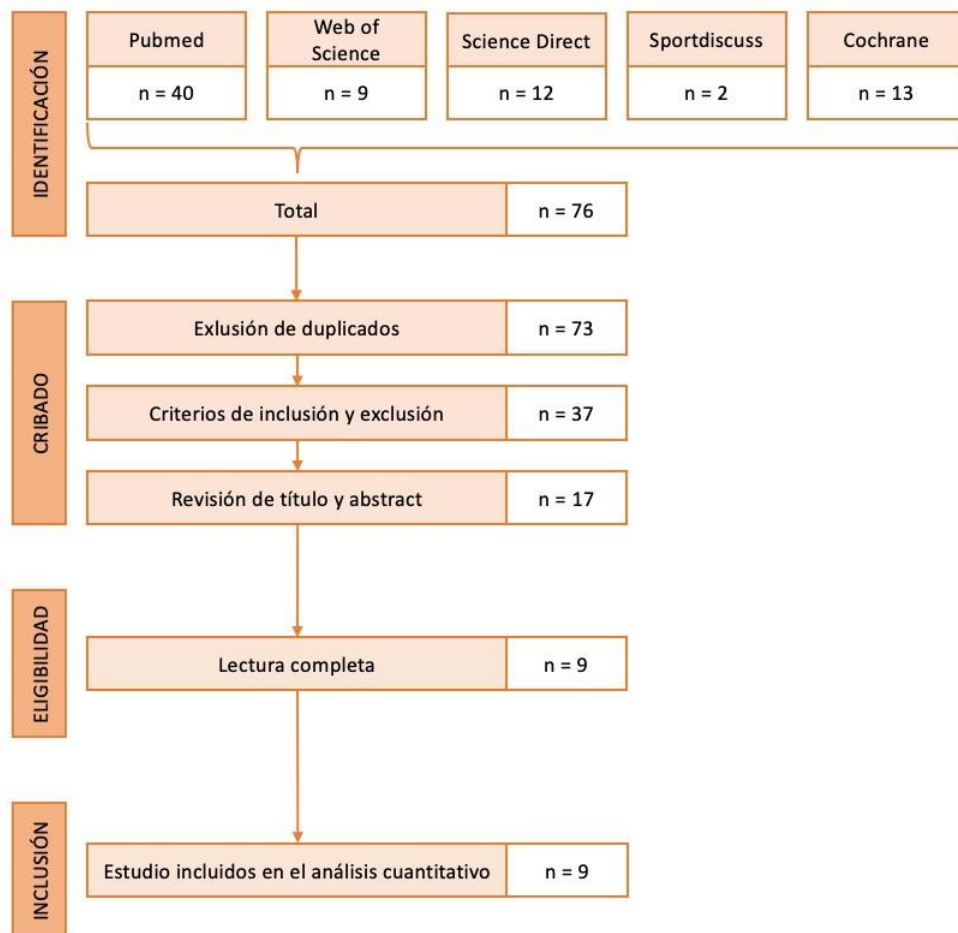 IDENTIFICACIÓN
Pubmed
Web of
Science
Science Direct
Sportdiscuss
Cochrane
n = 40
n = 9
n = 12
n = 2
n = 13
Total
n = 76
CRIBADO
Exlusión de duplicados
n = 73
Criterios de inclusión y exclusión
n = 37
Revisión de título y abstract
n = 17
ELIGIBILIDAD
Lectura completa
n = 9
INCLUSIÓN
Estudio incluidos en el análisis cuantitativo
n = 9